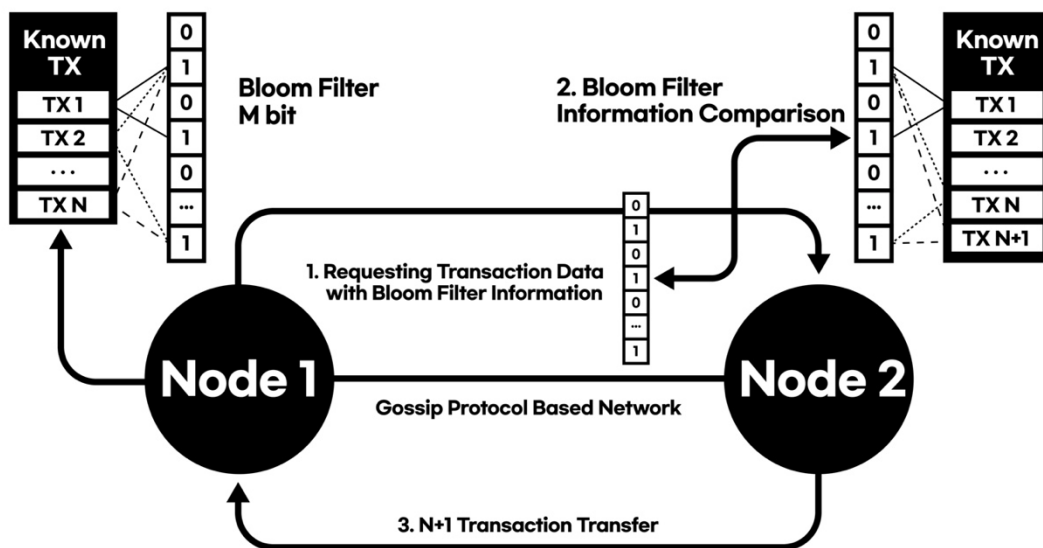 Known
TX
TX 1
TX 2
...
TX N
0
1
0
1
0
...
1
Bloom Filter
M bit
2. Bloom Filter
Information Comparison
0
1
0
1
0
...
1
Known
TX
TX 1
TX 2
...
TX N
TX N+1
1. Requesting Transaction Data
with Bloom Filter Information
0
1
0
1
0
...
1
Node 1
Node 2
Gossip Protocol Based Network
3. N+1 Transaction Transfer